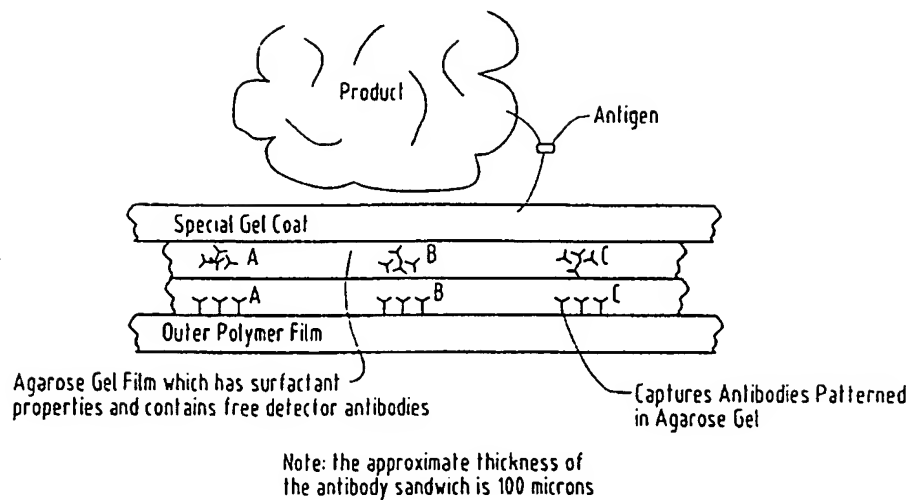 Product
Antigen
Special Gel Coat
A
B
C
A
B
C
Outer Polymer Film
Agarose Gel Film which has surfactant
properties and contains free detector antibodies
Captures Antibodies Patterned
in Agarose Gel
Note: the approximate thickness of
the antibody sandwich is 100 microns